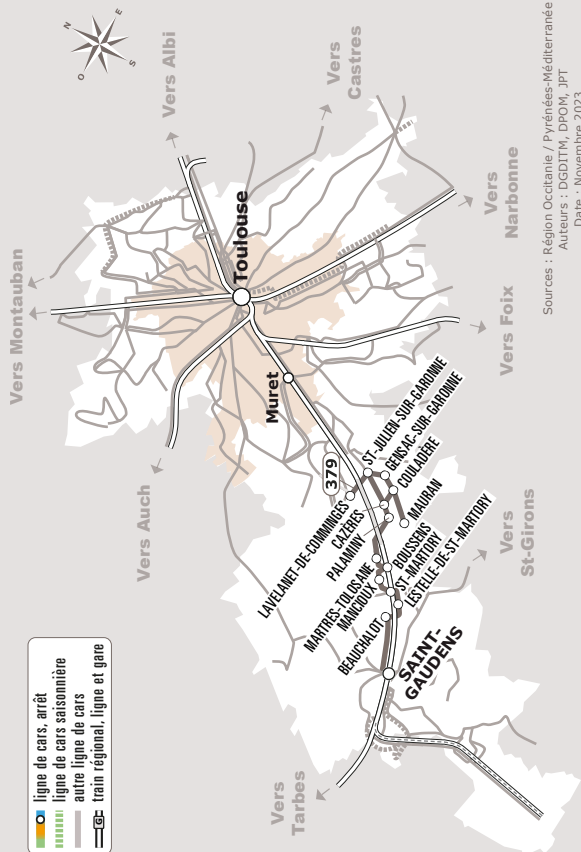 ligne de cars, arrêt
ligne de cars saisonnière
autre ligne de cars
G
train régional, ligne et gare
Vers Montauban
Vers Albi
N
E
S
O
Vers
Castres
Vers Auch
Toulouse
Vers
Narbonne
Muret
Vers Foix
379
LAVELANET-DE-COMMINGES
ST-JULIEN-SUR-GARONNE
GENSAC-SUR-GARONNE
CAZÈRES
COULADÈRE
PALAMINY
MAURAN
MARTRES-TOLOSANE
BOUSSENS
MANCIOUX
ST-MARTORY
LESTELLE-DE-ST-MARTORY
BEAUCHALOT
SAINT-
GAUDENS
Vers
St-Girons
Vers
Tarbes
Sources : Région Occitanie / Pyrénées-Méditerranée
Auteurs : DGDITM, DPOM, JPT
Date : Novembre 2023